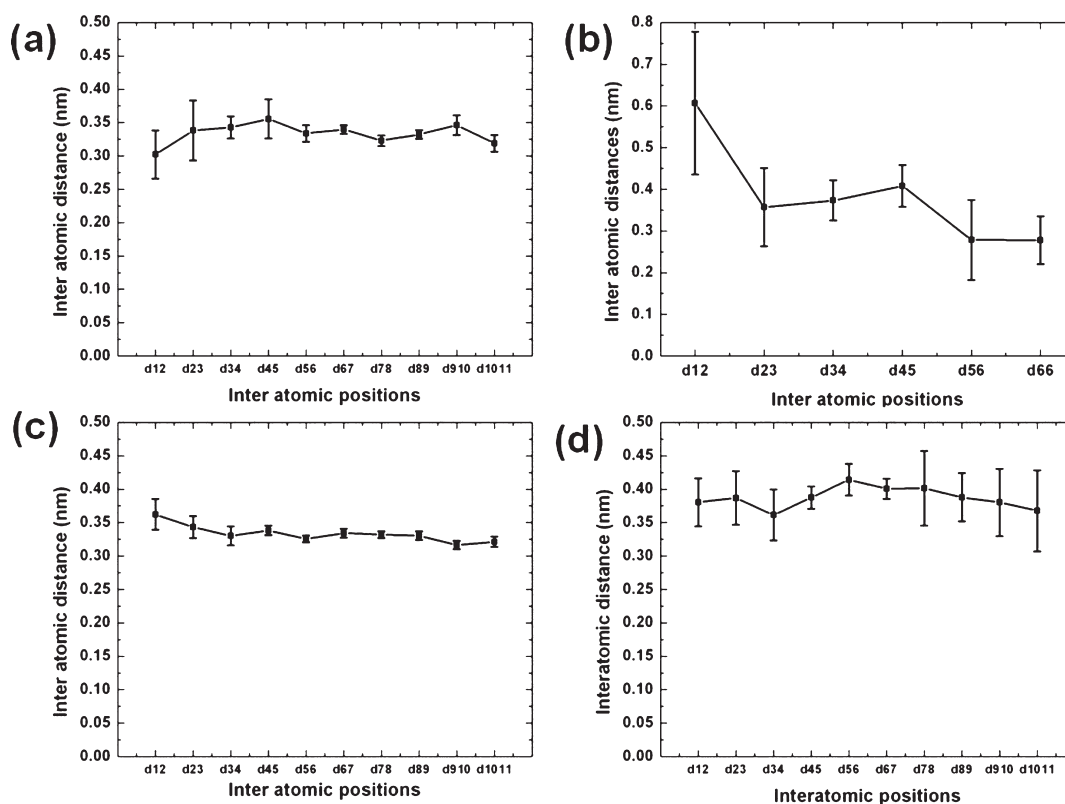 (a)
Inter atomic distance (nm)
0.50
0.45
0.40
0.35
0.30
0.25
0.20
0.15
0.10
0.05
0.00
d12 d23 d34 d45 d56 d67 d78 d89 d910 d1011
Inter atomic positions
(b)
Inter atomic distances (nm)
0.8
0.7
0.6
0.5
0.4
0.3
0.2
0.1
0.0
d12 d23 d34 d45 d56 d66
Inter atomic positions
(c)
Inter atomic distance (nm)
0.50
0.45
0.40
0.35
0.30
0.25
0.20
0.15
0.10
0.05
0.00
d12 d23 d34 d45 d56 d67 d78 d89 d910 d1011
Inter atomic positions
(d)
Interatomic distance (nm)
0.50
0.45
0.40
0.35
0.30
0.25
0.20
0.15
0.10
0.05
0.00
d12 d23 d34 d45 d56 d67 d78 d89 d910 d1011
Interatomic positions